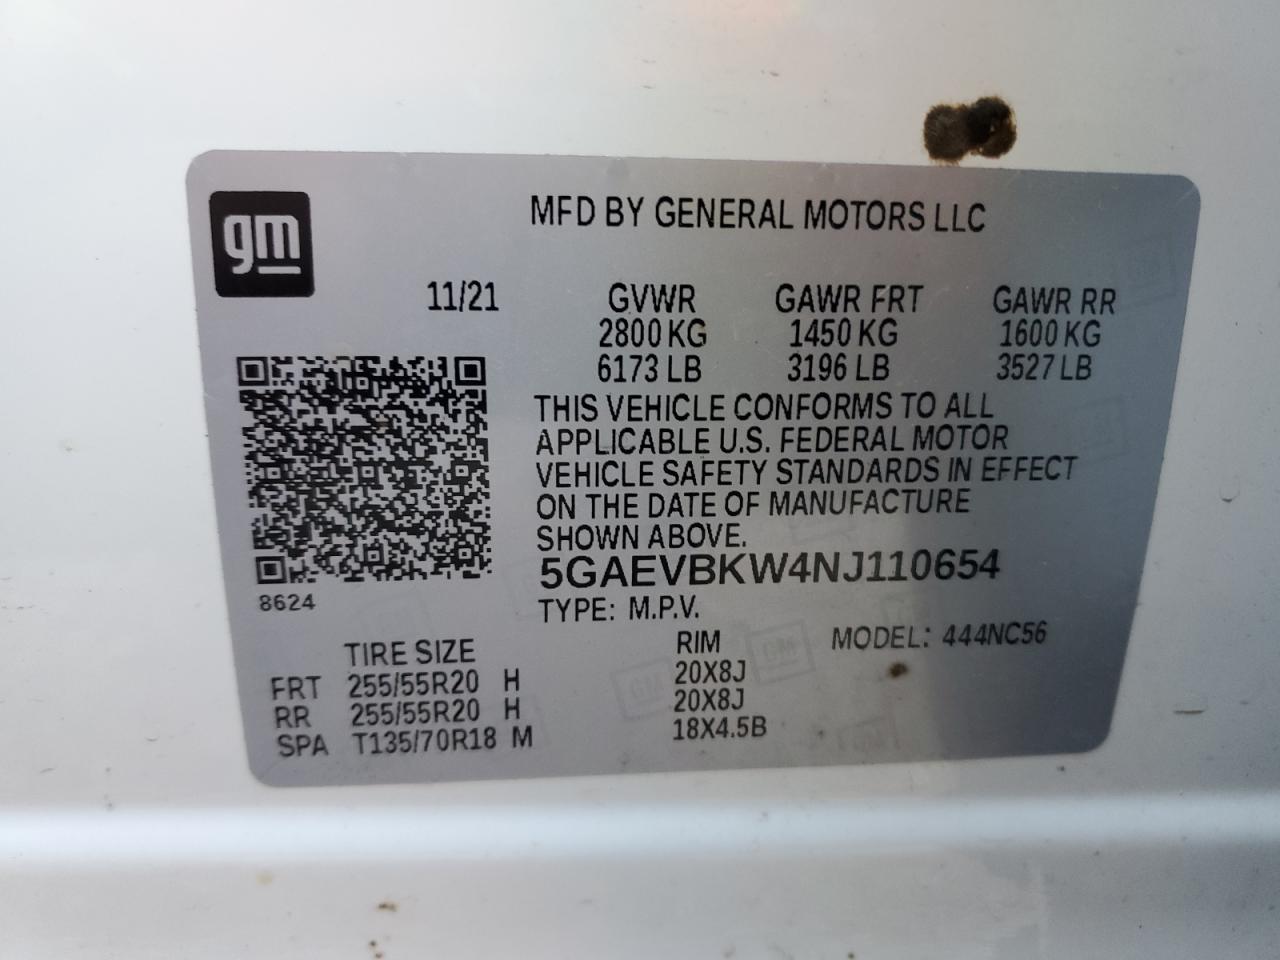 gm
MFD BY GENERAL MOTORS LLC
11/21 GVWR GAWR FRT GAWR RR
2800 KG 1450 KG 1600 KG
6173 LB 3196 LB 3527 LB
THIS VEHICLE CONFORMS TO ALL
APPLICABLE U.S. FEDERAL MOTOR
VEHICLE SAFETY STANDARDS IN EFFECT
ON THE DATE OF MANUFACTURE
SHOWN ABOVE.
5GAEVBKW4NJ110654
8624
TYPE: M.P.V.
TIRE SIZE RIM MODEL: 444NC56
FRT 255/55R20 H 20X8J
RR 255/55R20 H 20X8J
SPA T135/70R18 M 18X4.5B
GM
GM